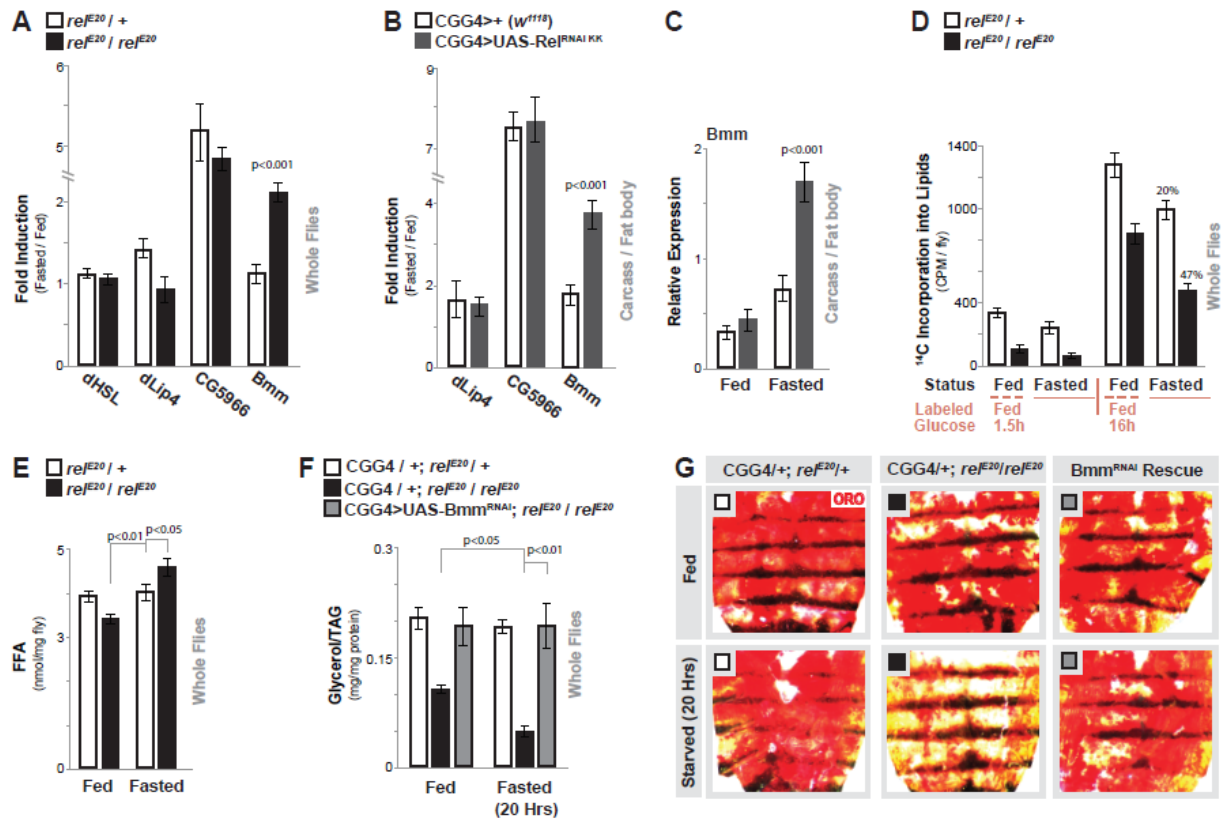 A
rel^E20 / +
rel^E20 / rel^E20
6
5
2
1
0
Fold Induction
(Fasted / Fed)
p<0.001
Whole Flies
dHSL
dLip4
CG5966
Bmm
B
CGG4>+ (w^1118)
CGG4>UAS-Rel^RNAi KK
9
7
4
2
0
Fold Induction
(Fasted / Fed)
p<0.001
Carcass / Fat body
dLip4
CG5966
Bmm
C
Bmm
2
1
0
Relative Expression
p<0.001
Carcass / Fat body
Fed
Fasted
D
rel^E20 / +
rel^E20 / rel^E20
1400
1000
400
0
14C Incorporation into Lipids
(CPM / fly)
20%
47%
Whole Flies
Status Fed Fasted Fed Fasted
Labeled Fed Fed
Glucose 1.5h 16h
E
rel^E20 / +
rel^E20 / rel^E20
5
3
0
FFA
(nmol/mg fly)
p<0.01
p<0.05
Whole Flies
Fed
Fasted
F
CGG4 / +; rel^E20 / +
CGG4 / +; rel^E20 / rel^E20
CGG4>UAS-Bmm^RNAi; rel^E20 / rel^E20
0.3
0.15
0
Glycerol/TAG
(mg/mg protein)
p<0.05
p<0.01
Whole Flies
Fed
Fasted
(20 Hrs)
G
CGG4/+; rel^E20/+
CGG4/+; rel^E20/rel^E20
Bmm^RNAi Rescue
ORO
Fed
Starved (20 Hrs)